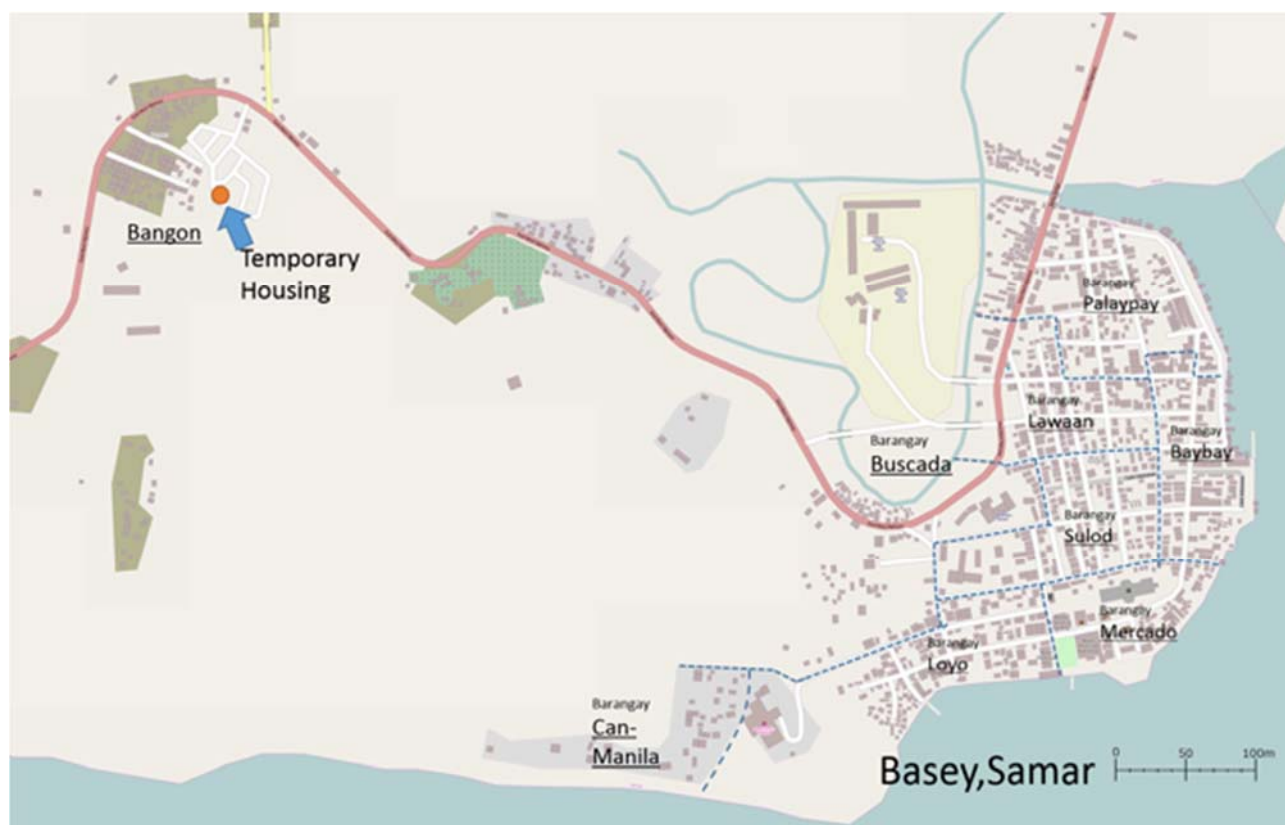 Bangon
Temporary
Housing
Barangay
Palaypay
Barangay
Lawaan
Barangay
Baybay
Barangay
Buscada
Barangay
Sulod
Barangay
Mercado
Barangay
Loyo
Barangay
Can-
Manila
Basey,Samar
0 50 100m